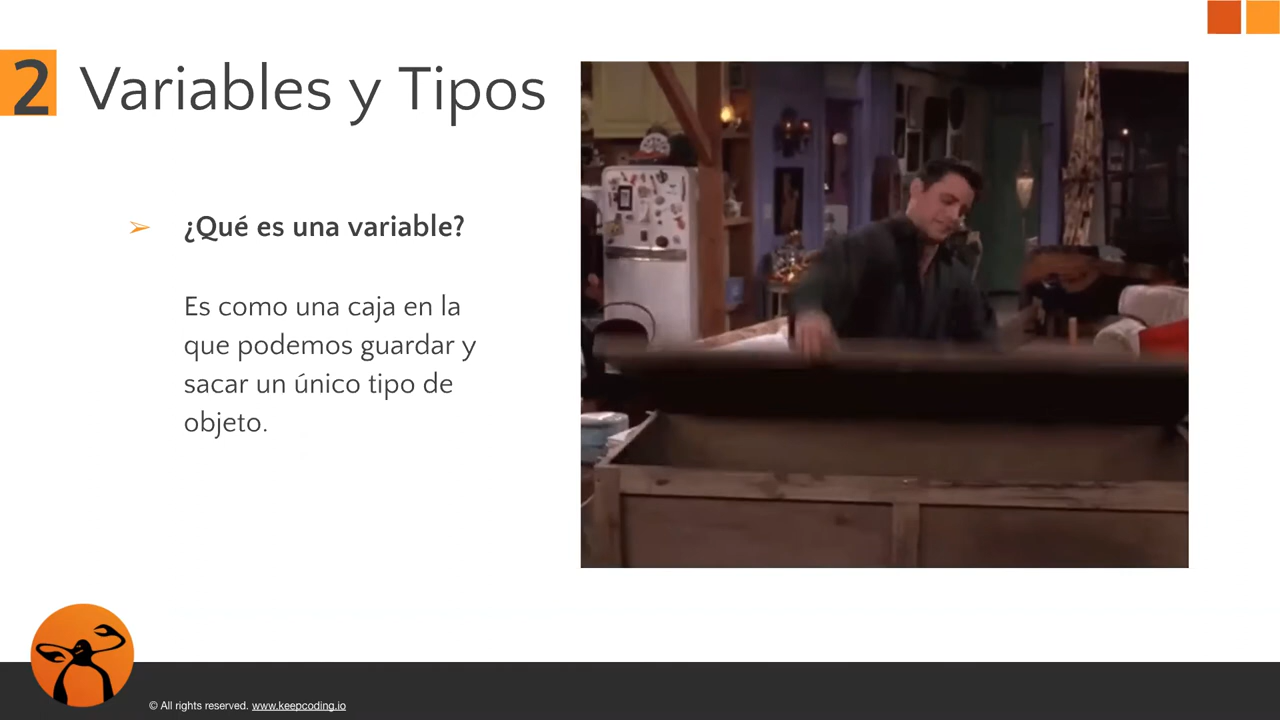 2 Variables y Tipos
➢ ¿Qué es una variable?
Es como una caja en la
que podemos guardar y
sacar un único tipo de
objeto.
© All rights reserved. www.keepcoding.io